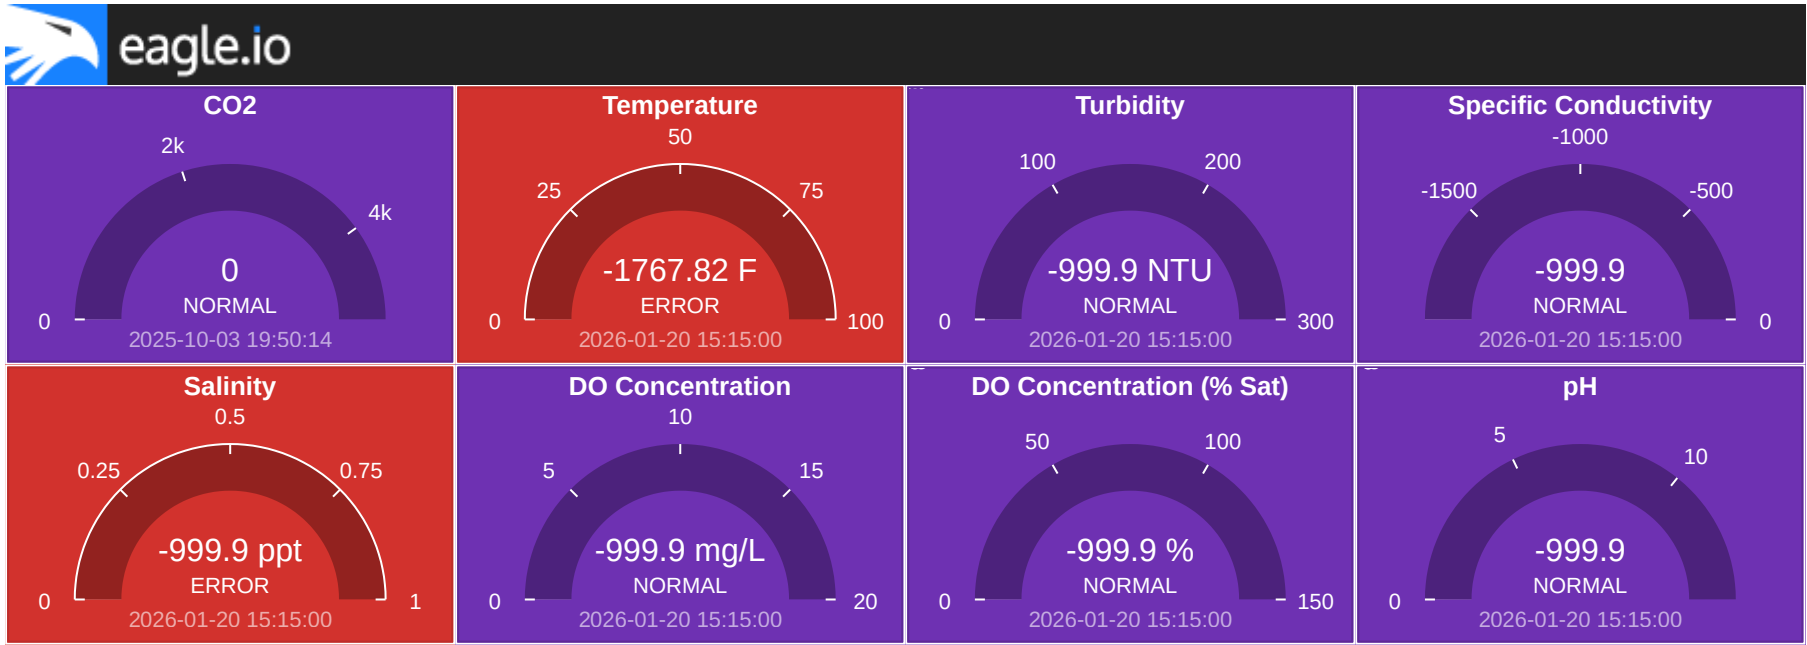 eagle.io
CO2
2k
4k
0
0
NORMAL
2025-10-03 19:50:14
Temperature
50
25
75
-1767.82 F
ERROR
0
100
2026-01-20 15:15:00
Turbidity
100
200
-999.9 NTU
NORMAL
0
300
2026-01-20 15:15:00
Specific Conductivity
-1000
-1500
-500
-999.9
NORMAL
0
2026-01-20 15:15:00
Salinity
0.5
0.25
0.75
-999.9 ppt
ERROR
0
1
2026-01-20 15:15:00
DO Concentration
10
5
15
-999.9 mg/L
NORMAL
0
20
2026-01-20 15:15:00
DO Concentration (% Sat)
50
100
-999.9 %
NORMAL
0
150
2026-01-20 15:15:00
pH
5
10
-999.9
NORMAL
0
2026-01-20 15:15:00